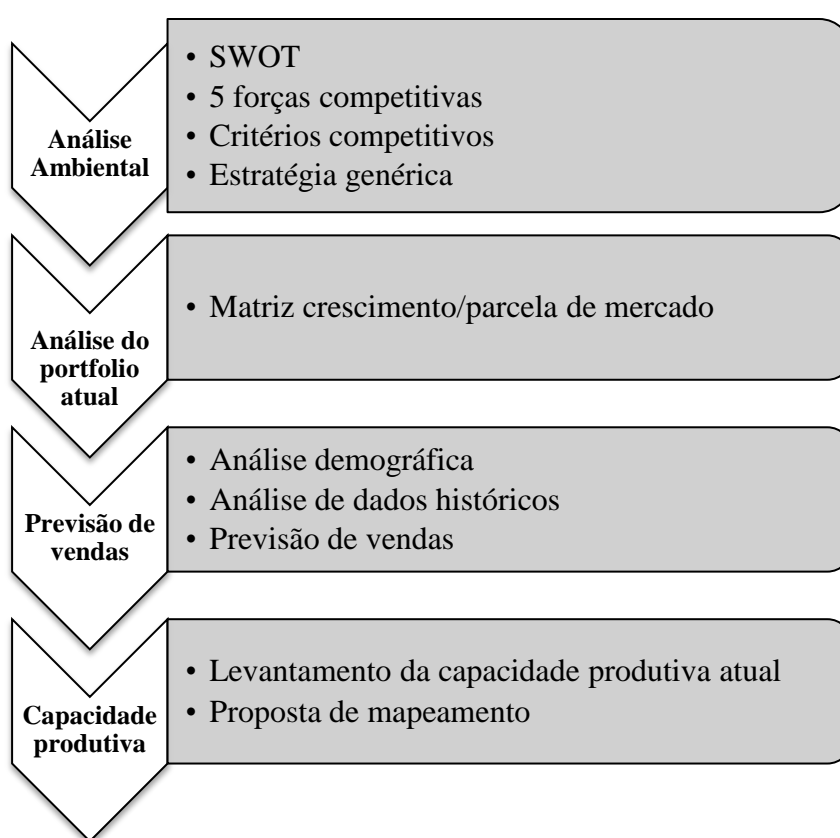 Análise
Ambiental
• SWOT
• 5 forças competitivas
• Critérios competitivos
• Estratégia genérica
Análise do
portfolio
atual
• Matriz crescimento/parcela de mercado
Previsão de
vendas
• Análise demográfica
• Análise de dados históricos
• Previsão de vendas
Capacidade
produtiva
• Levantamento da capacidade produtiva atual
• Proposta de mapeamento